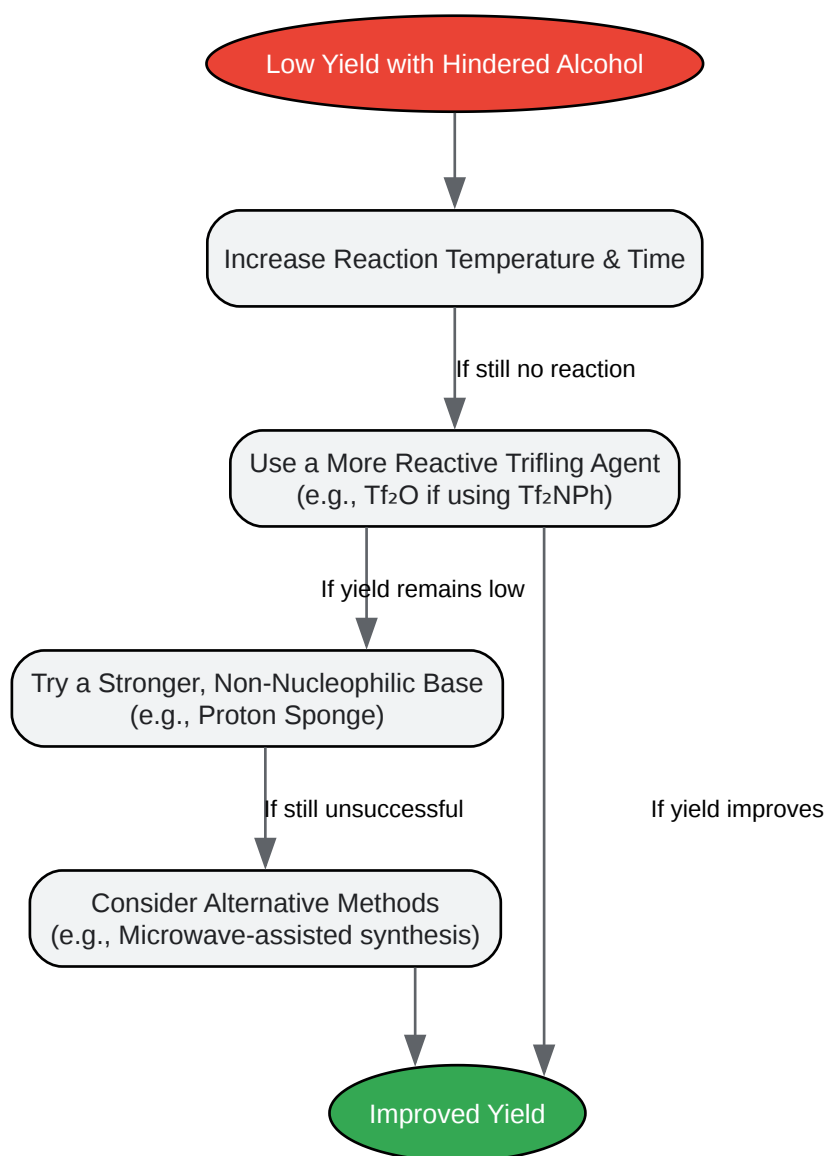 Low Yield with Hindered Alcohol
Increase Reaction Temperature & Time
If still no reaction
Use a More Reactive Trifling Agent
(e.g., Tf₂O if using Tf₂NPh)
If yield remains low
Try a Stronger, Non-Nucleophilic Base
(e.g., Proton Sponge)
If still unsuccessful
If yield improves
Consider Alternative Methods
(e.g., Microwave-assisted synthesis)
Improved Yield